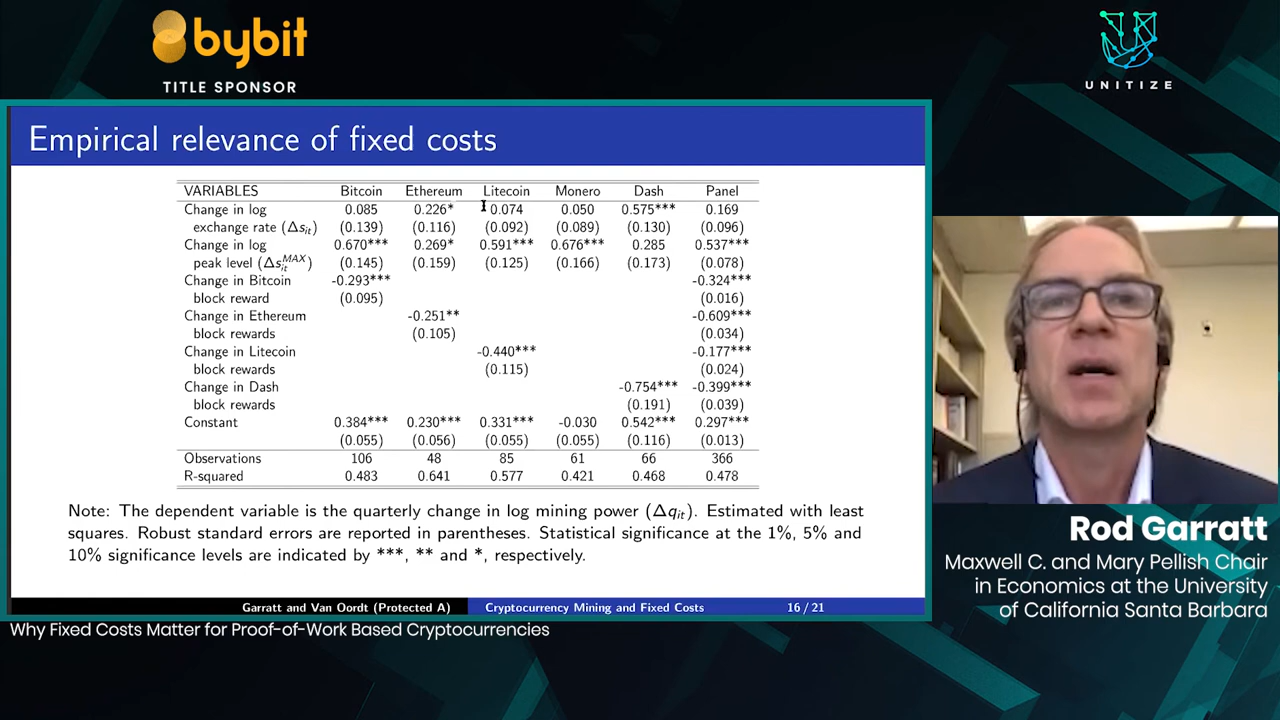 bybit
TITLE SPONSOR
UNITIZE
Empirical relevance of fixed costs
VARIABLES Bitcoin Ethereum Litecoin Monero Dash Panel
Change in log 0.085 0.226* 0.074 0.050 0.575*** 0.169
exchange rate (Δsit) (0.139) (0.116) (0.092) (0.089) (0.130) (0.096)
Change in log 0.670*** 0.269* 0.591*** 0.676*** 0.285 0.537***
peak level (ΔsitMAX) (0.145) (0.159) (0.125) (0.166) (0.173) (0.078)
Change in Bitcoin -0.293*** -0.324***
block reward (0.095) (0.016)
Change in Ethereum -0.251** -0.609***
block rewards (0.105) (0.034)
Change in Litecoin -0.440*** -0.177***
block rewards (0.115) (0.024)
Change in Dash -0.754*** -0.399***
block rewards (0.191) (0.039)
Constant 0.384*** 0.230*** 0.331*** -0.030 0.542*** 0.297***
(0.055) (0.056) (0.055) (0.055) (0.116) (0.013)
Observations 106 48 85 61 66 366
R-squared 0.483 0.641 0.577 0.421 0.468 0.478
Note: The dependent variable is the quarterly change in log mining power (Δqit). Estimated with least
squares. Robust standard errors are reported in parentheses. Statistical significance at the 1%, 5% and
10% significance levels are indicated by ***, ** and *, respectively.
Garratt and Van Oordt (Protected A) Cryptocurrency Mining and Fixed Costs 16 / 21
Why Fixed Costs Matter for Proof-of-Work Based Cryptocurrencies
Rod Garratt
Maxwell C. and Mary Pellish Chair
in Economics at the University
of California Santa Barbara